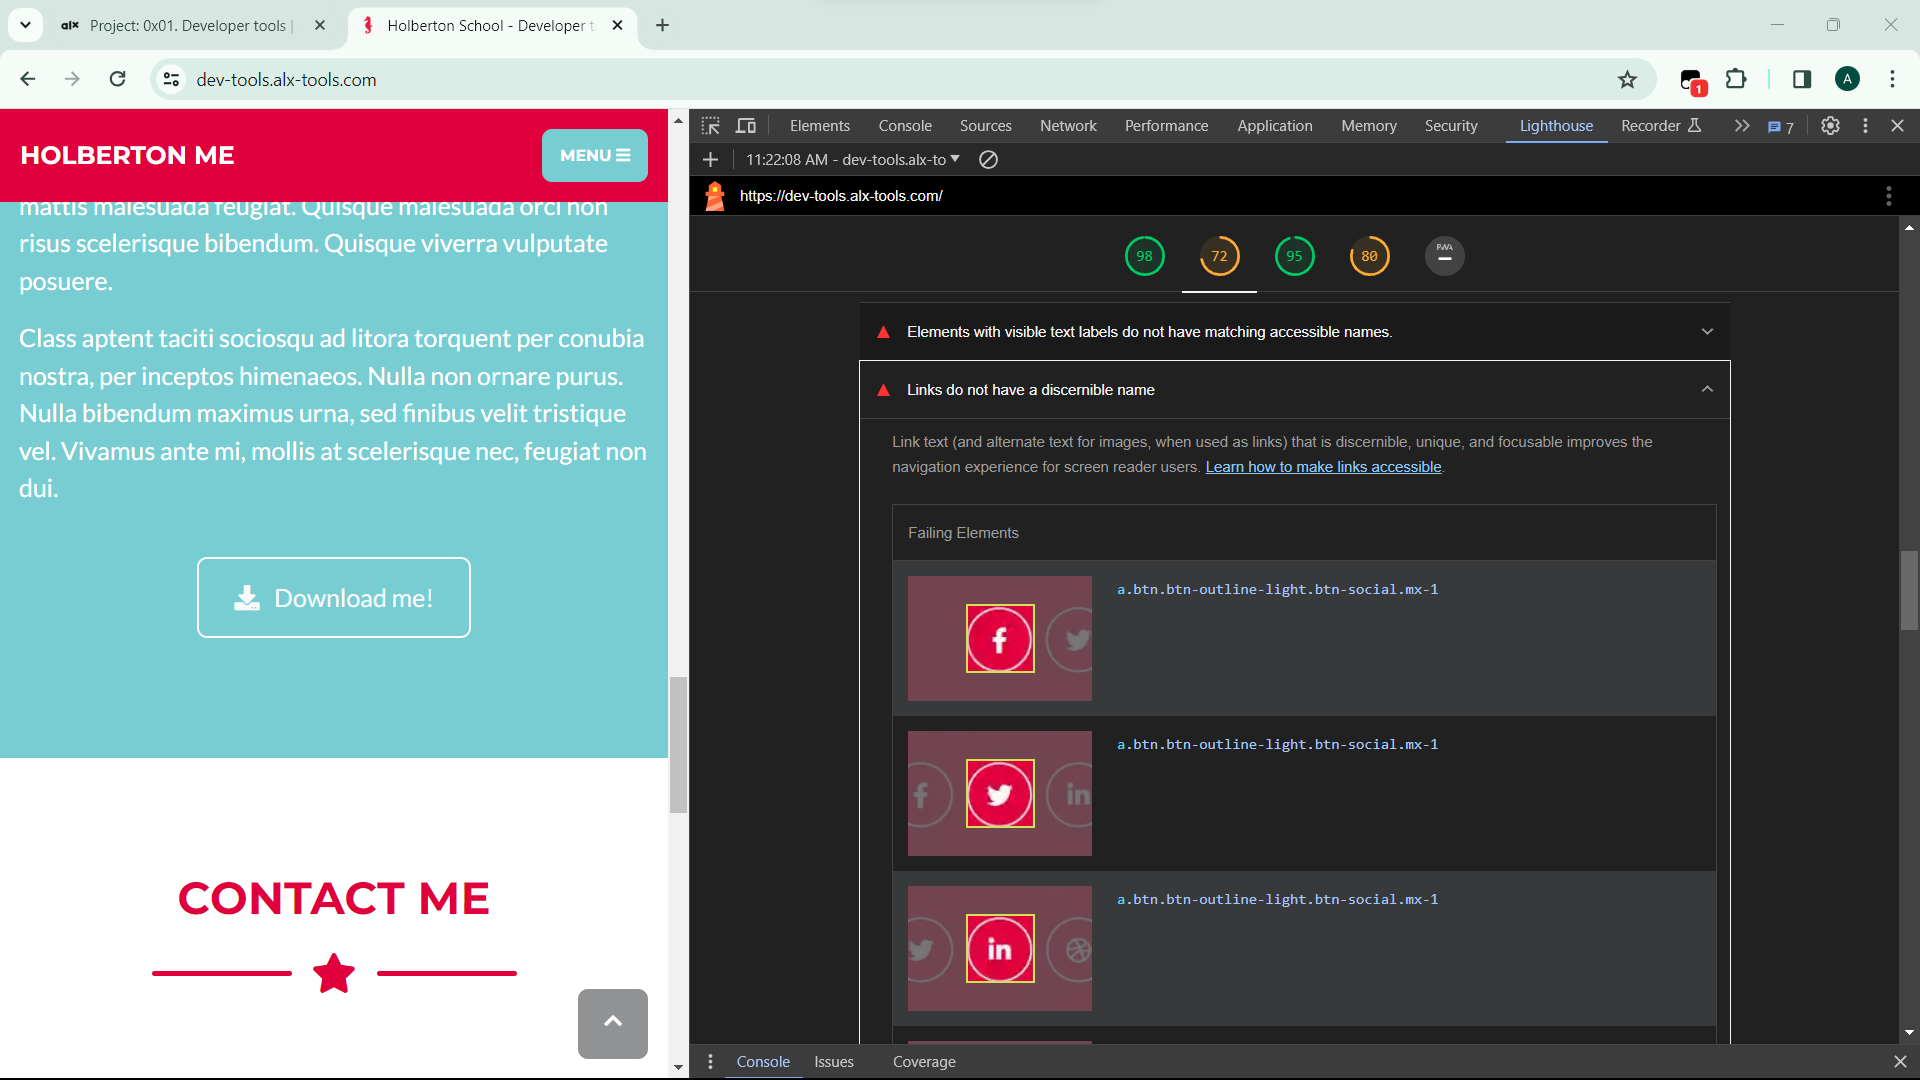 alx Project: 0x01. Developer tools |
Holberton School - Developer t
dev-tools.alx-tools.com
1
A
HOLBERTON ME
MENU
mattis malesuada feugiat. Quisque malesuada orci non
risus scelerisque bibendum. Quisque viverra vulputate
posuere.
Class aptent taciti sociosqu ad litora torquent per conubia
nostra, per inceptos himenaeos. Nulla non ornare purus.
Nulla bibendum maximus urna, sed finibus velit tristique
vel. Vivamus ante mi, mollis at scelerisque nec, feugiat non
dui.
Download me!
CONTACT ME
Elements Console Sources Network Performance Application Memory Security Lighthouse Recorder 7
11:22:08 AM - dev-tools.alx-to
https://dev-tools.alx-tools.com/
98 72 95 80 PWA
Elements with visible text labels do not have matching accessible names.
Links do not have a discernible name
Link text (and alternate text for images, when used as links) that is discernible, unique, and focusable improves the
navigation experience for screen reader users. Learn how to make links accessible.
Failing Elements
a.btn.btn-outline-light.btn-social.mx-1
f
a.btn.btn-outline-light.btn-social.mx-1
f in
a.btn.btn-outline-light.btn-social.mx-1
in
Console Issues Coverage